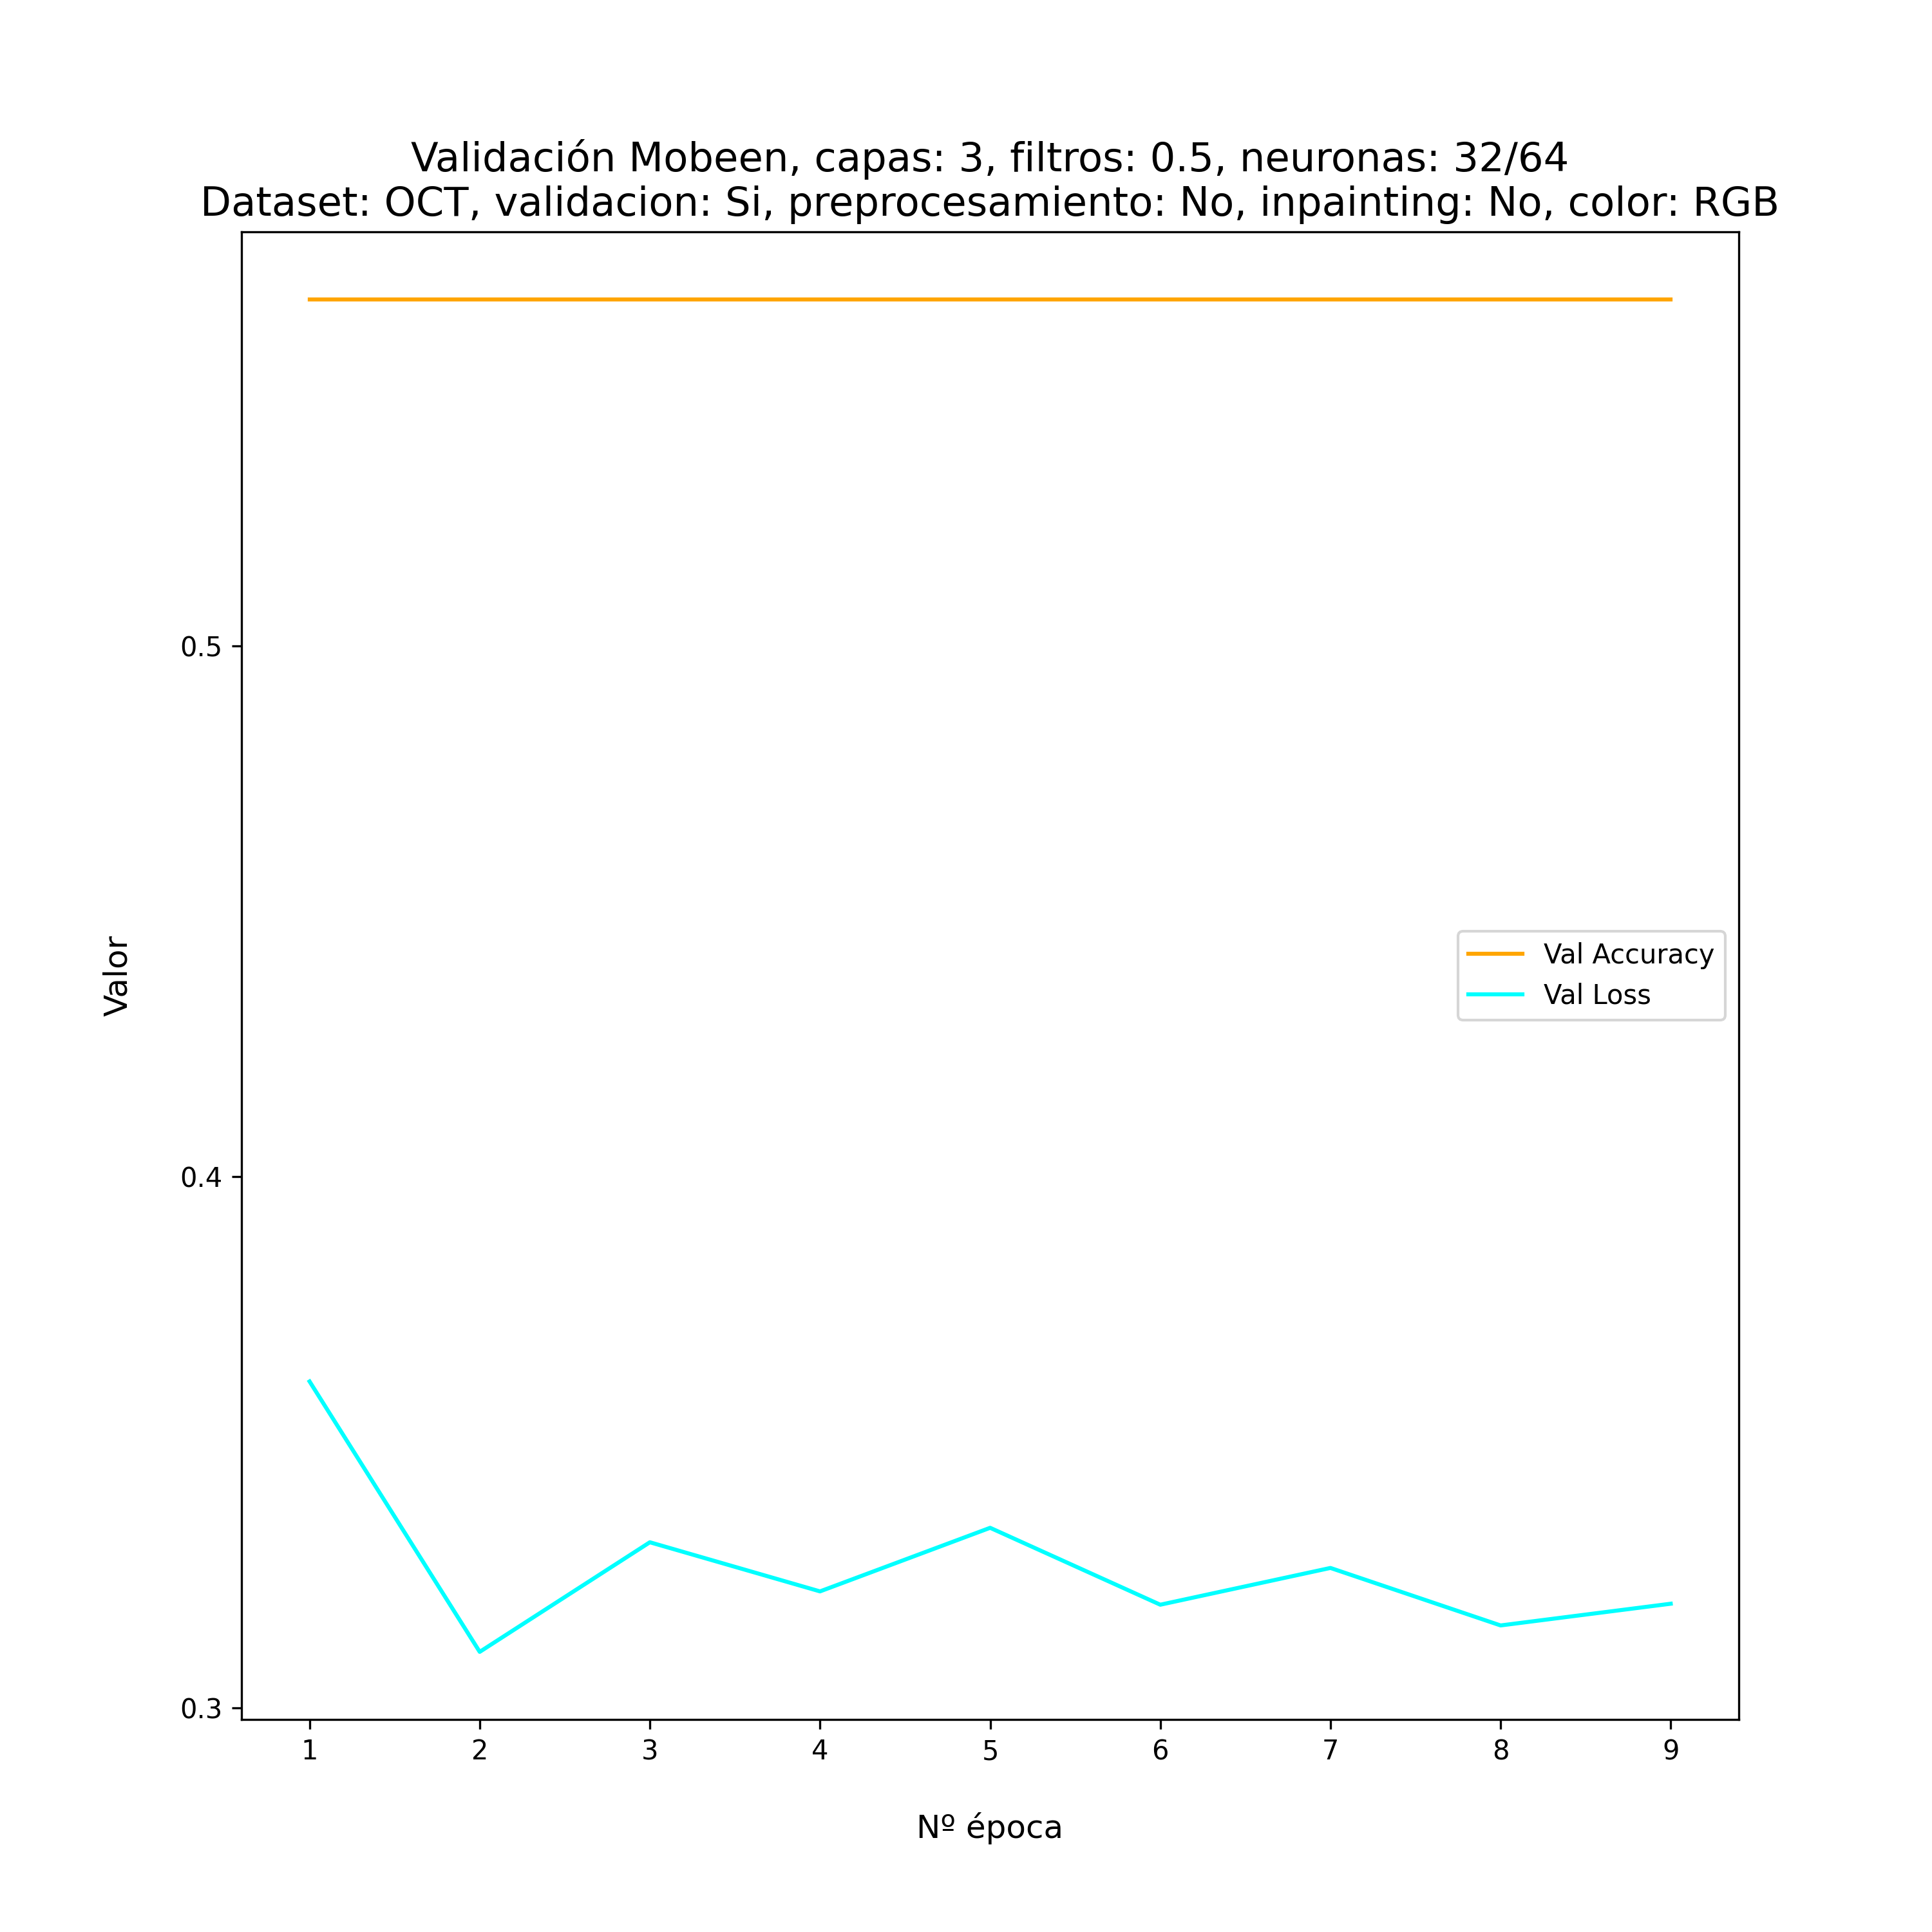 Validación Mobeen, capas: 3, filtros: 0.5, neuronas: 32/64
Dataset: OCT, validacion: Si, preprocesamiento: No, inpainting: No, color: RGB
Valor
0.5
0.4
0.3
Val Accuracy
Val Loss
1 2 3 4 5 6 7 8 9
Nº época